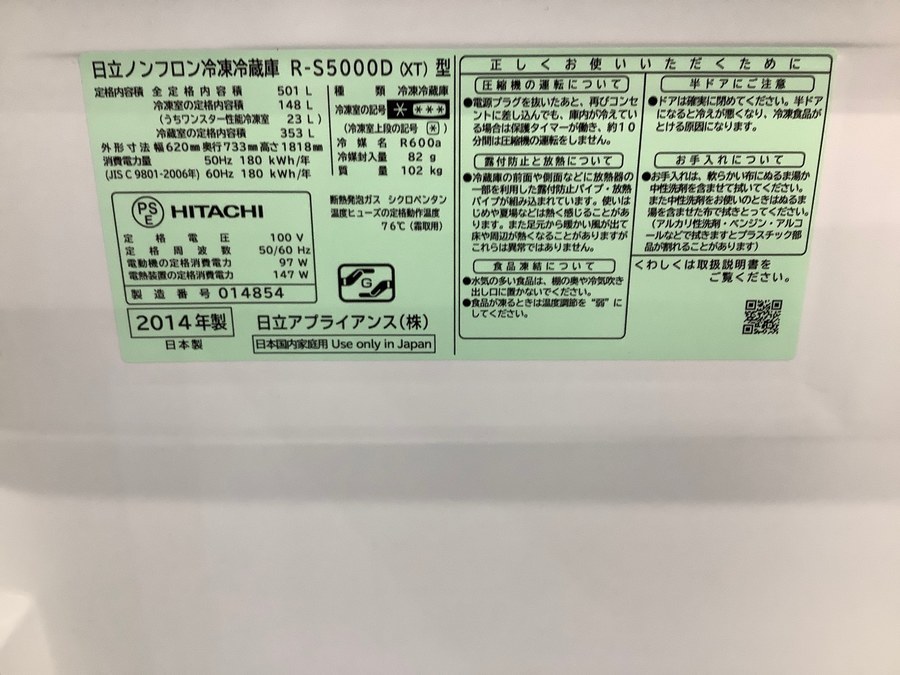 日立ノンフロン冷凍冷蔵庫 R-S5000D (XT) 型
定格内容積 全定格内容積 501 L
冷凍室の定格内容積 148 L
(うちワンスター性能冷凍室 23 L)
冷蔵室の定格内容積 353 L
外形寸法 幅620mm奥行733mm高さ1818mm
消費電力量 50Hz 180 kWh/年
(JIS C 9801-2006年) 60Hz 180 kWh/年
種類 冷凍冷蔵庫
冷凍室の記号 * ***
(冷凍室上段の記号 *)
冷媒名 R600a
冷媒封入量 82 g
質量 102 kg
断熱発泡ガス シクロペンタン
温度ヒューズの定格動作温度
76℃(霜取用)
PS
E
HITACHI
定格電圧 100 V
定格周波数 50/60 Hz
電動機の定格消費電力 97 W
電熱装置の定格消費電力 147 W
製造番号 014854
G
2014年製
日本製
日立アプライアンス(株)
日本国内家庭用 Use only in Japan
正しくお使いいただくために
圧縮機の運転について
●電源プラグを抜いたあと、再びコンセ
ントに差し込んでも、庫内が冷えてい
る場合は保護タイマーが働き、約10
分間は圧縮機の運転をしません。
露付防止と放熱について
●冷蔵庫の前面や側面などに放熱器の
一部を利用した露付防止パイプ・放熱
パイプが組み込まれています。使いは
じめや夏場などは熱く感じることがあ
ります。また足元から暖かい風が出て
床や周辺が熱くなることがありますが
これらは異常ではありません。
食品凍結について
●水気の多い食品は、棚の奥や冷気吹き
出し口に置かないでください。
●食品が凍るときは温度調節を"弱"に
してください。
半ドアにご注意
●ドアは確実に閉めてください。半ドア
になると冷えが悪くなり、冷凍食品が
とける原因になります。
お手入れについて
●お手入れは、軟らかい布にぬるま湯か
中性洗剤を含ませて拭いてください。
また中性洗剤をお使いのときはぬるま
湯を含ませた布で拭きとってください。
(アルカリ性洗剤・ベンジン・アルコ
ールなどで拭きますとプラスチック部
品が割れることがあります)
くわしくは取扱説明書を
ご覧ください。